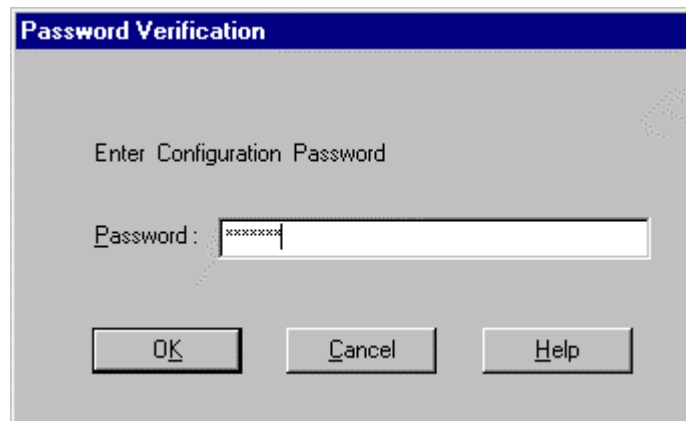 Password Verification
Enter Configuration Password
Password : *******
OK Cancel Help